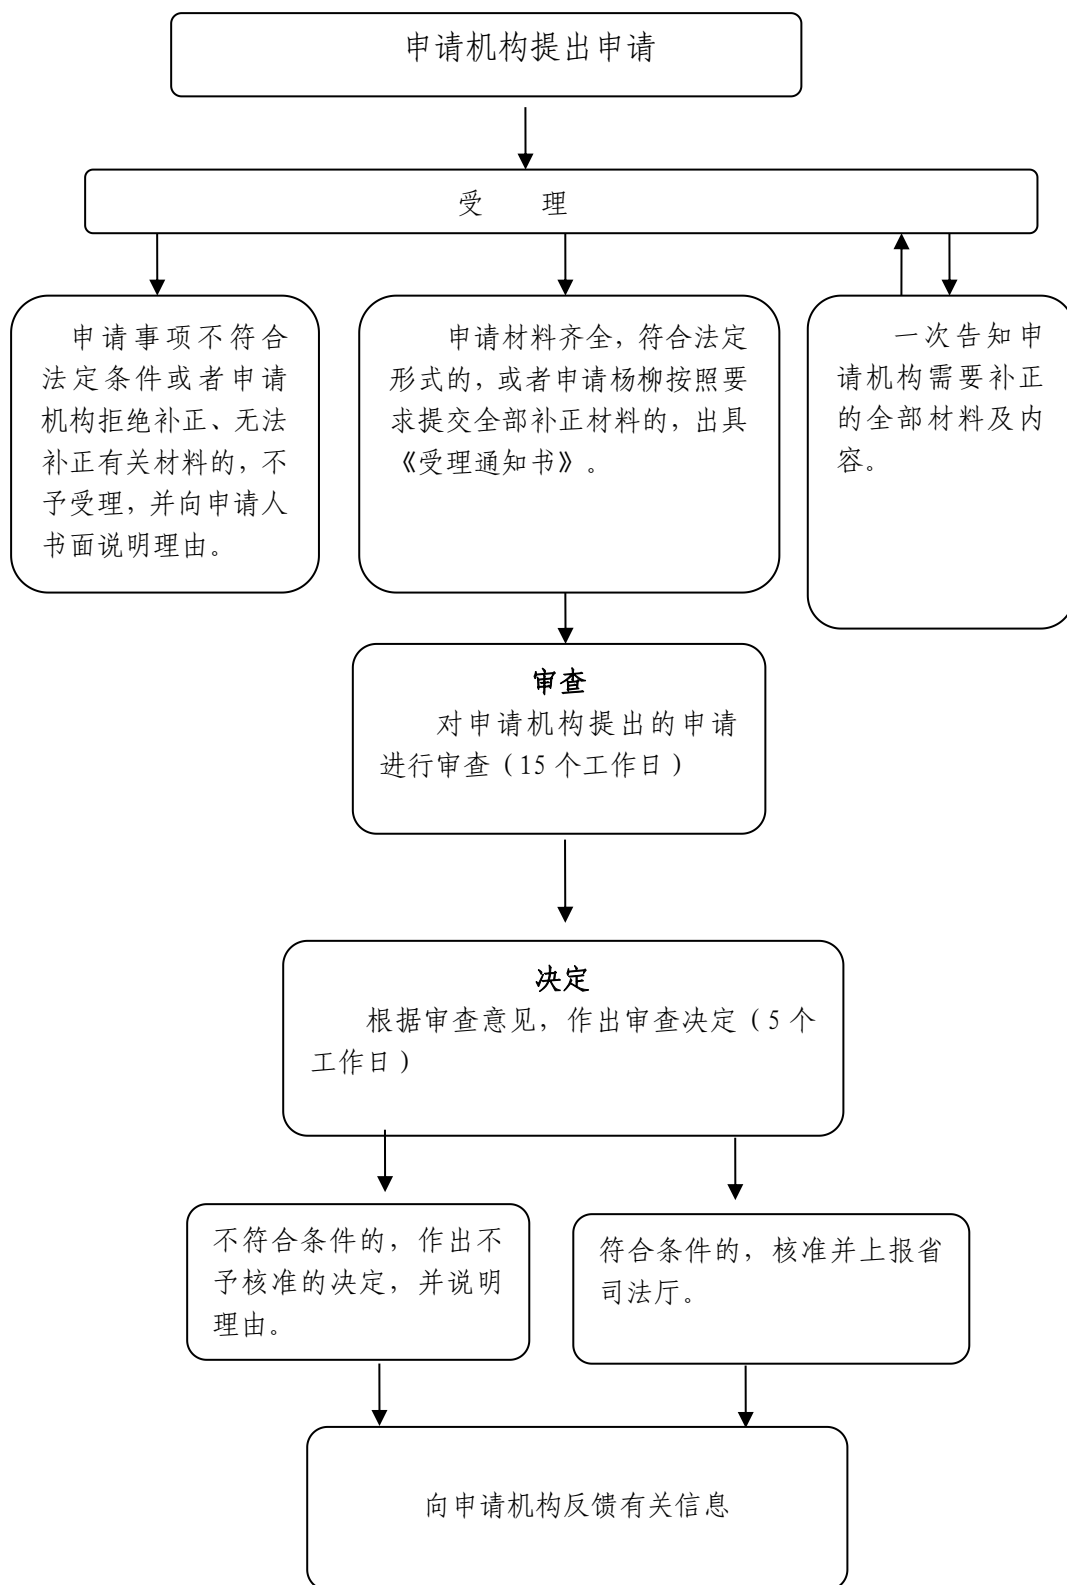 申请机构提出申请
受 理
申请事项不符合
法定条件或者申请
机构拒绝补正、无法
补正有关材料的，不
予受理，并向申请人
书面说明理由。
申请材料齐全，符合法定
形式的，或者申请杨柳按照要
求提交全部补正材料的，出具
《受理通知书》。
一次告知申
请机构需要补正
的全部材料及内
容。
审查
对申请机构提出的申请
进行审查（15个工作日）
决定
根据审查意见，作出审查决定（5个
工作日）
不符合条件的，作出不
予核准的决定，并说明
理由。
符合条件的，核准并上报省
司法厅。
向申请机构反馈有关信息